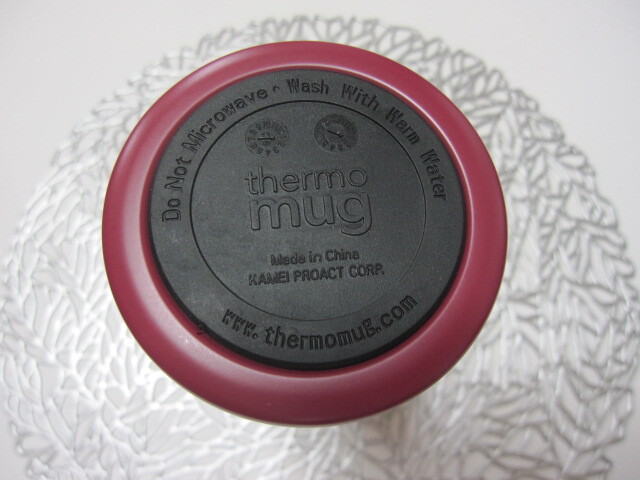 Do Not Microwave • Wash With Warm Water
thermo
mug
Made in China
KAMEI PROACT CORP.
www.thermomug.com